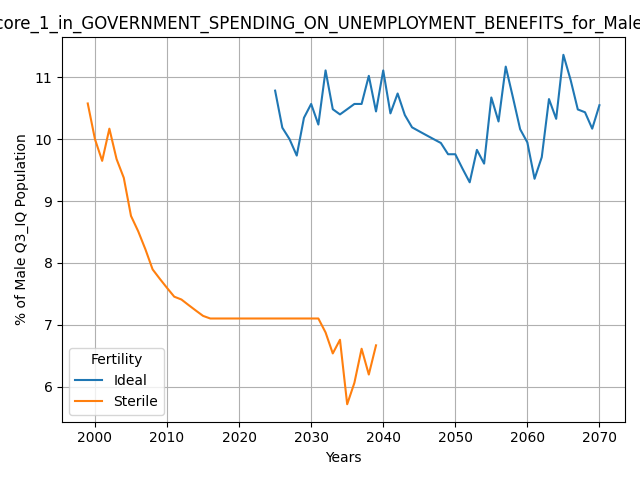 core_1_in_GOVERNMENT_SPENDING_ON_UNEMPLOYMENT_BENEFITS_for_Male
% of Male Q3_IQ Population
11
10
9
8
7
6
Fertility
Ideal
Sterile
2000 2010 2020 2030 2040 2050 2060 2070
Years